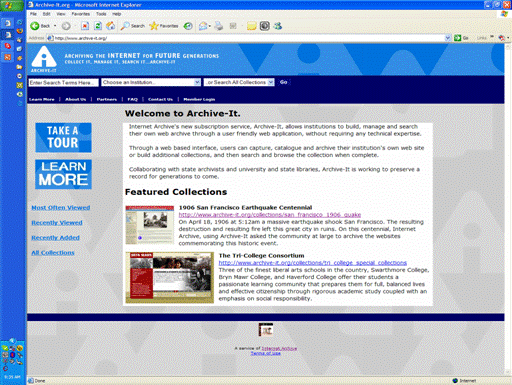 Archive-It.org - Microsoft Internet Explorer
File Edit View Favorites Tools Help
Back Search Favorites
Address http://www.archive-it.org/ Go Links
ARCHIVING THE INTERNET FOR FUTURE GENERATIONS
COLLECT IT, MANAGE IT, SEARCH IT...ARCHIVE-IT
ARCHIVE-IT
Enter Search Terms Here... Choose an Institution... ..or Search All Collections Go
Learn More | About Us | Partners | FAQ | Contact Us | Member Login
Welcome to Archive-It.
TAKE A
TOUR
LEARN
MORE
Most Often Viewed
Recently Viewed
Recently Added
All Collections
Internet Archive's new subscription service, Archive-It, allows institutions to build, manage and search
their own web archive through a user friendly web application, without requiring any technical expertise.
Through a web based interface, users can capture, catalogue and archive their institution's own web site
or build additional collections, and then search and browse the collection when complete.
Collaborating with state archivists and university and state libraries, Archive-It is working to preserve a
record for generations to come.
Featured Collections
1906 San Francisco Earthquake Centennial
http://www.archive-it.org/collections/san_francisco_1906_quake
On April 18, 1906 at 5:12am a massive earthquake shook San Francisco. The resulting
destruction and resulting fire left this great city in ruins. On this centennial, Internet
Archive, using Archive-It asked the community at large to archive the websites
commemorating this historic event.
The Tri-College Consortium
http://www.archive-it.org/collections/tri_college_special_collections
Three of the finest liberal arts schools in the country, Swarthmore College,
Bryn Mawr College, and Haverford College offer their students a
passionate learning community that prepares them for full, balanced lives
and effective citizenship through rigorous academic study coupled with an
emphasis on social responsibility.
A service of Internet Archive
Terms of Use
Done Internet
9:35 AM